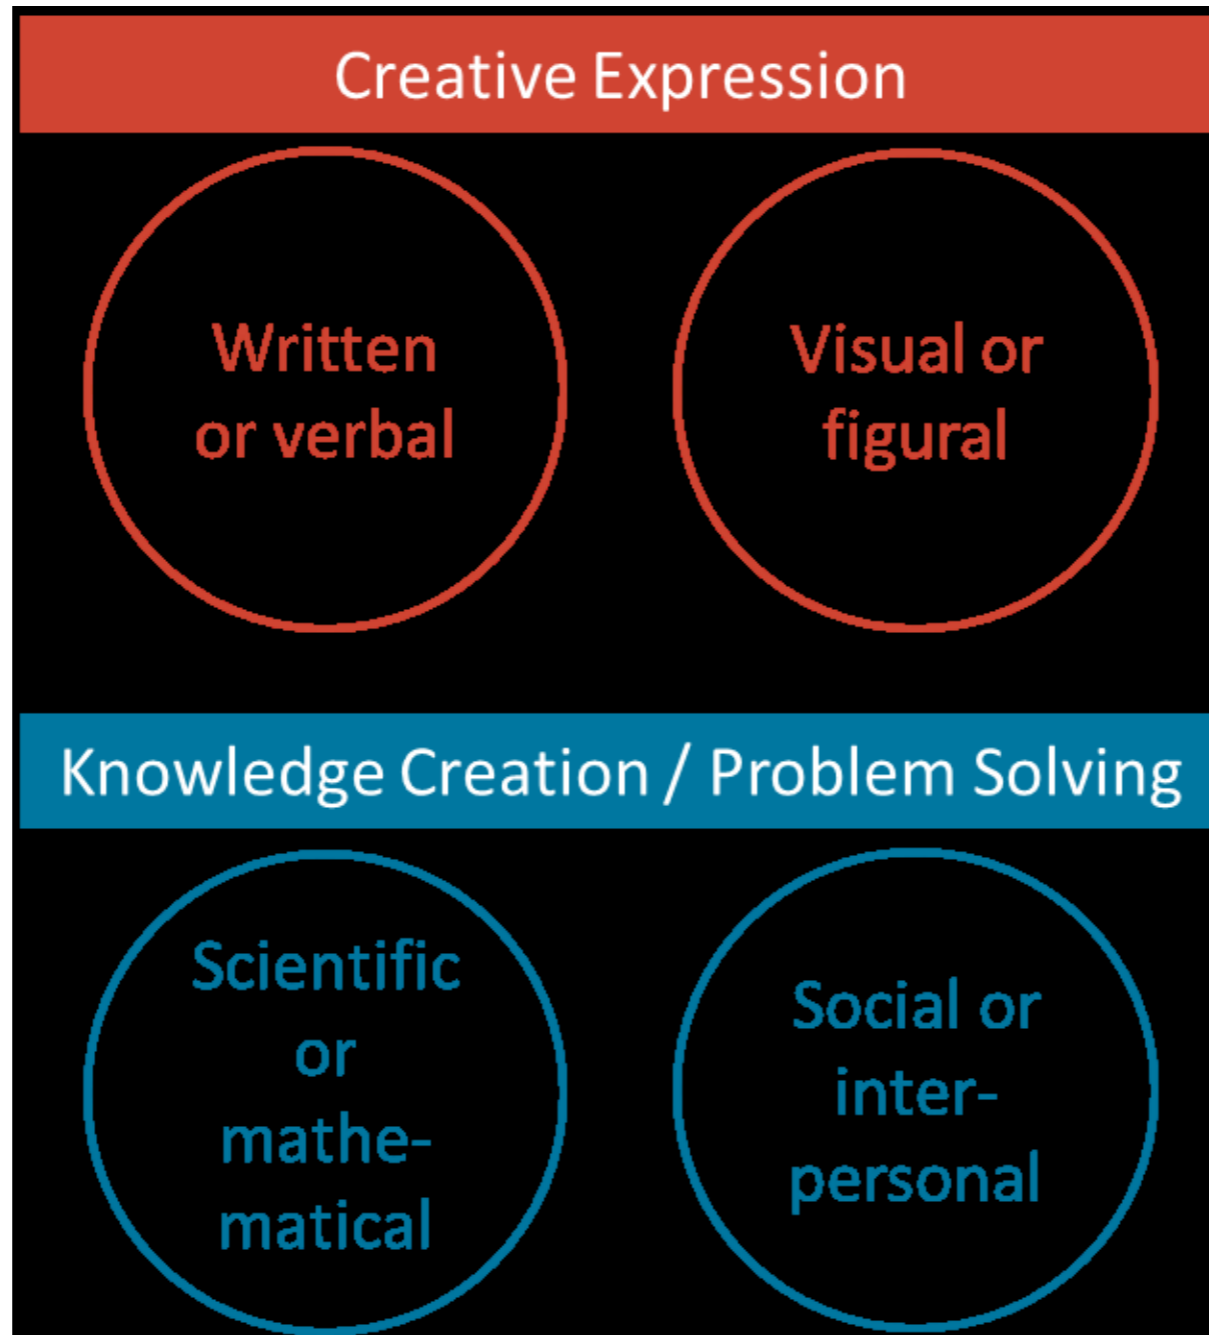 Creative Expression
Written
or verbal
Visual or
figural
Knowledge Creation / Problem Solving
Scientific
or
mathe-
matical
Social or
inter-
personal